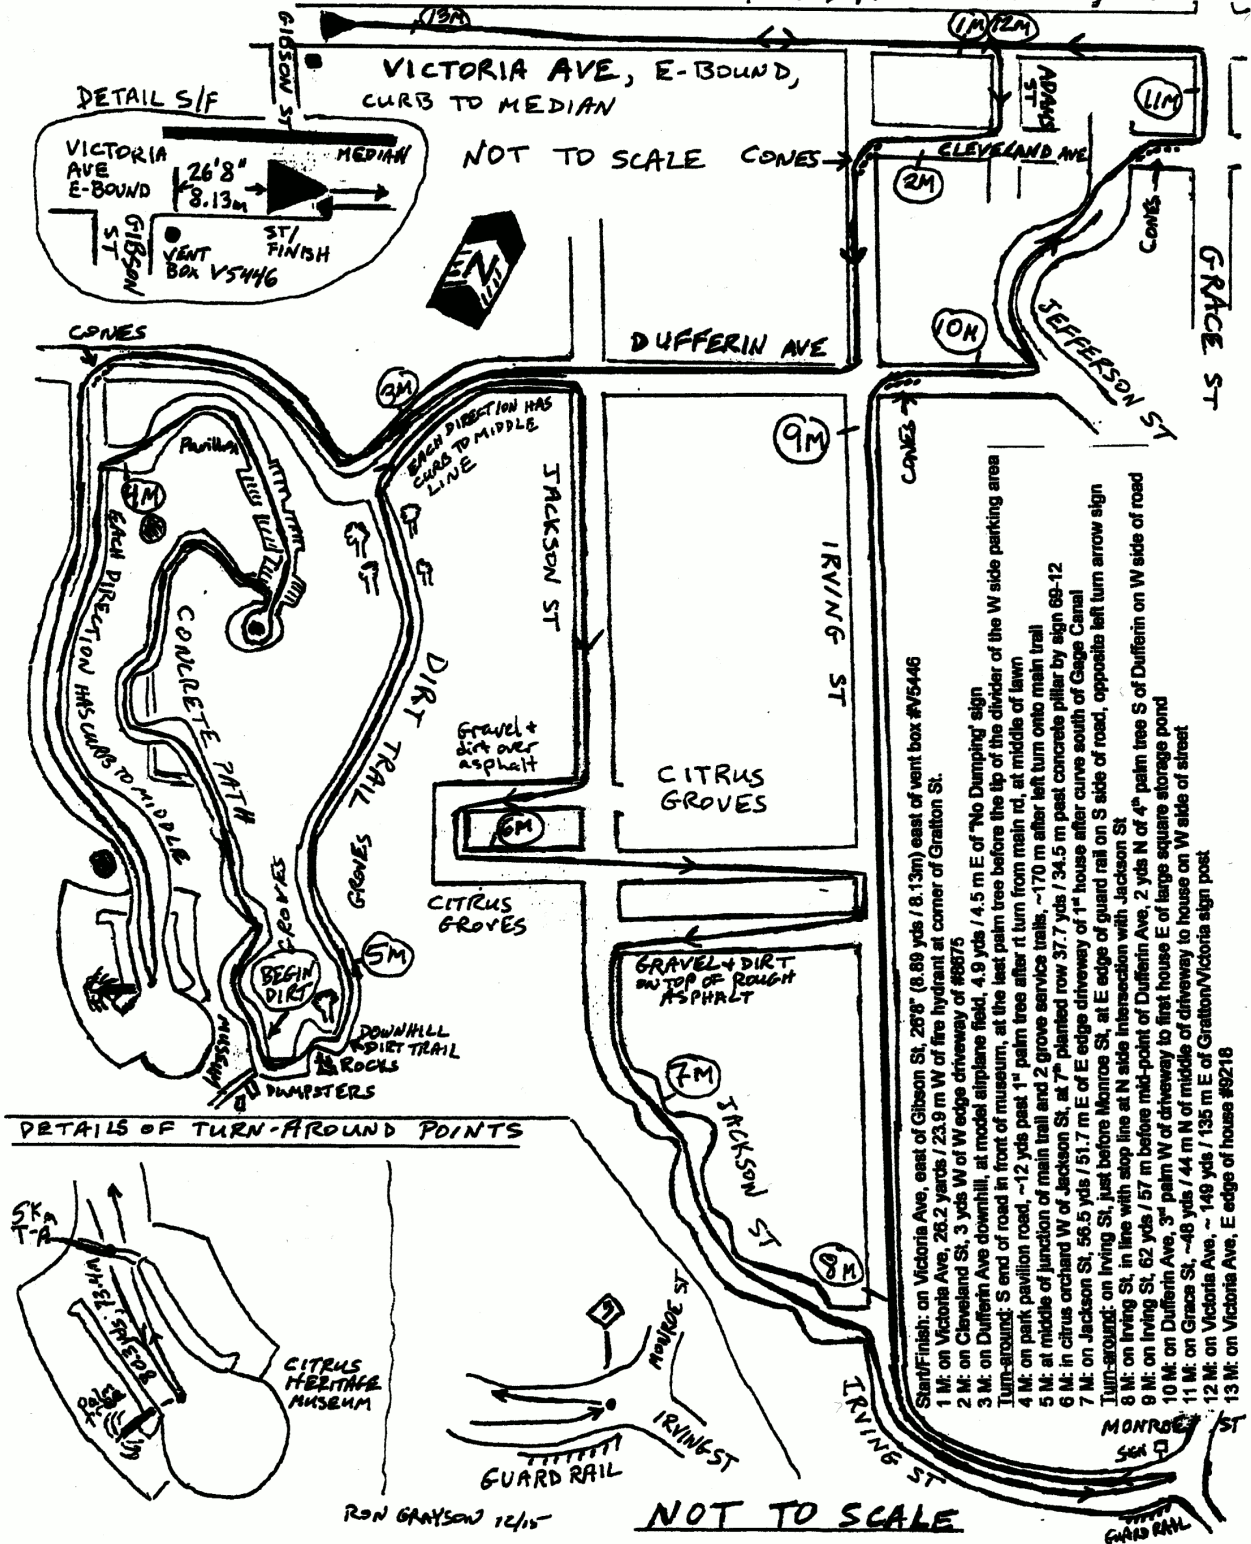 13M
1M
12M
GIBSON ST
VICTORIA AVE, E-BOUND,
CURB TO MEDIAN
ADAMS ST
11M
DETAIL S/F
VICTORIA
AVE
E-BOUND
MEDIAN
26'8"
8.13m
GIBSON ST
VENT
BOX V5446
ST/
FINISH
NOT TO SCALE
CONES
CLEVELAND AVE
2M
CONES
GRACE ST
N
CONES
DUFFERIN AVE
10M
JEFFERSON ST
3M
EACH DIRECTION HAS
CURB TO MIDDLE
LINE
9M
CONES
Pavilion
4M
EACH DIRECTION HAS CURB TO MIDDLE
CONCRETE PATH
DIRT TRAIL
JACKSON ST
IRVING ST
Gravel +
dirt over
asphalt
CITRUS
GROVES
6M
GROVES
GROVES
CITRUS
GROVES
5M
BEGIN
DIRT
GRAVEL + DIRT
ON TOP OF ROUGH
ASPHALT
MUSEUM
DOWNHILL
DIRT TRAIL
ROCKS
DUMPSTERS
7M
JACKSON ST
8M
IRVING ST
MONROE ST
GUARD RAIL
DETAILS OF TURN-AROUND POINTS
5K
T-A
CITRUS
HERITAGE
MUSEUM
MONROE ST
IRVING ST
GUARD RAIL
RON GRAYSON 12/15
NOT TO SCALE
Start/Finish: on Victoria Ave, east of Gibson St, 26'8" (8.89 yds / 8.13m) east of vent box #V5446
1 M: on Victoria Ave, 26.2 yards / 23.9 m W of fire hydrant at corner of Gratton St.
2 M: on Cleveland St, 3 yds W of W edge driveway of #8675
3 M: on Dufferin Ave downhill, at model airplane field, 4.9 yds / 4.5 m E of 'No Dumping' sign
Turn-around: S end of road in front of museum, at the last palm tree before the tip of the divider of the W side parking area
4 M: on park pavilion road, ~12 yds past 1st palm tree after rt turn from main rd, at middle of lawn
5 M: at middle of junction of main trail and 2 grove service trails, ~170 m after left turn onto main trail
6 M: in citrus orchard W of Jackson St, at 7th planted row 37.7 yds / 34.5 m past concrete pillar by sign 69-12
7 M: on Jackson St, 56.5 yds / 51.7 m E of E edge driveway of 1st house after curve south of Gage Canal
Turn-around: on Irving St, just before Monroe St, at E edge of guard rail on S side of road, opposite left turn arrow sign
8 M: on Irving St, in line with stop line at N side intersection with Jackson St
9 M: on Irving St, 62 yds / 57 m before mid-point of Dufferin Ave, 2 yds N of 4th palm tree S of Dufferin on W side of road
10 M: on Dufferin Ave, 3rd palm W of driveway to first house E of large square storage pond
11 M: on Grace St, ~48 yds / 44 m N of middle of driveway to house on W side of street
12 M: on Victoria Ave, ~ 149 yds / 135 m E of Gratton/Victoria sign post
13 M: on Victoria Ave, E edge of house #9218